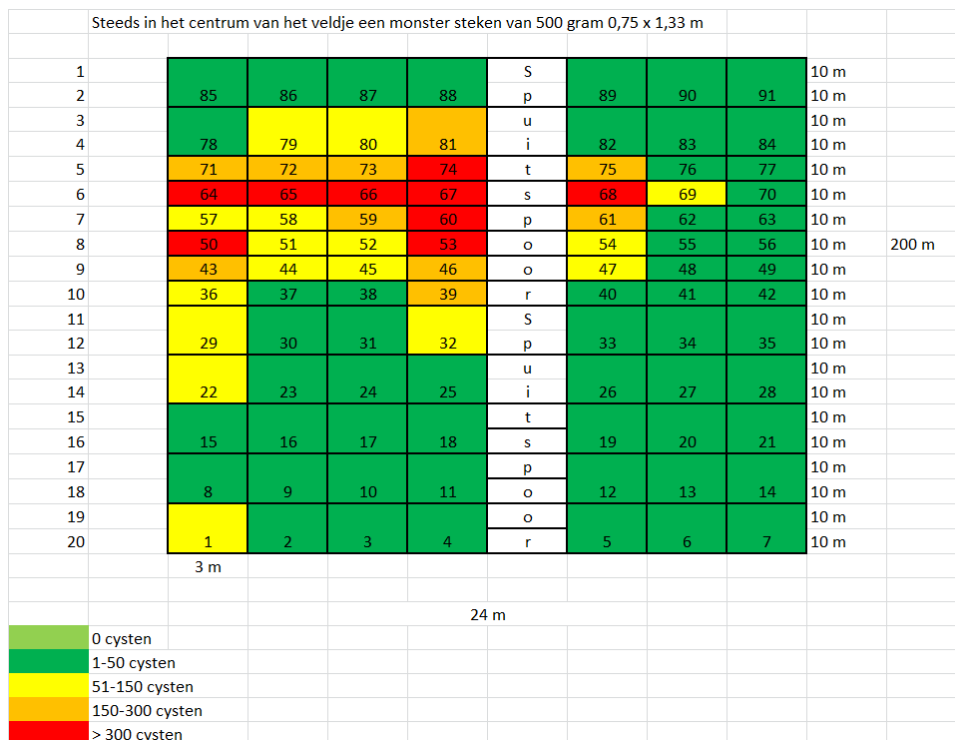 Steeds in het centrum van het veldje een monster steken van 500 gram 0,75 x 1,33 m
1 S 10 m
2 85 86 87 88 p 89 90 91 10 m
3 u 10 m
4 78 79 80 81 i 82 83 84 10 m
5 71 72 73 74 t 75 76 77 10 m
6 64 65 66 67 s 68 69 70 10 m
7 57 58 59 60 p 61 62 63 10 m
8 50 51 52 53 o 54 55 56 10 m 200 m
9 43 44 45 46 o 47 48 49 10 m
10 36 37 38 39 r 40 41 42 10 m
11 S 10 m
12 29 30 31 32 p 33 34 35 10 m
13 u 10 m
14 22 23 24 25 i 26 27 28 10 m
15 t 10 m
16 15 16 17 18 s 19 20 21 10 m
17 p 10 m
18 8 9 10 11 o 12 13 14 10 m
19 o 10 m
20 1 2 3 4 r 5 6 7 10 m
3 m
24 m
0 cysten
1-50 cysten
51-150 cysten
150-300 cysten
> 300 cysten